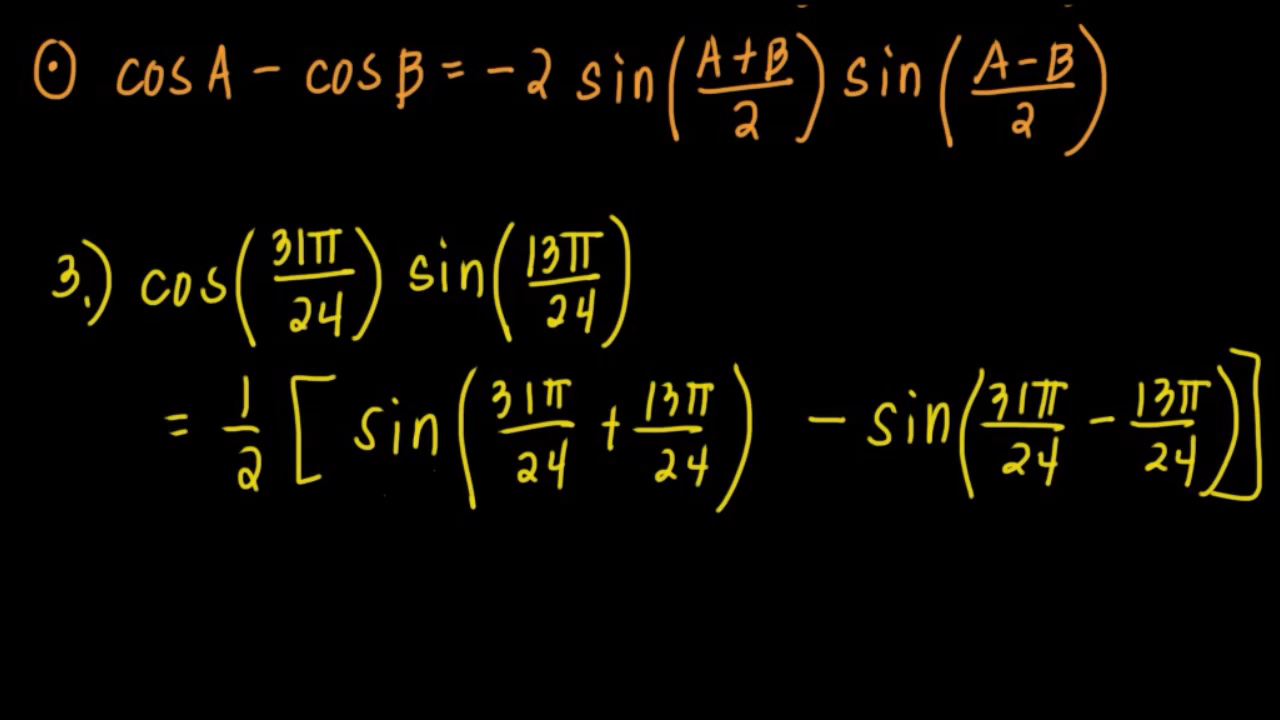 ⊙ cos A - cos B = -2 sin((A+B)/2) sin((A-B)/2)
3.) cos(31π/24) sin(13π/24)
= 1/2 [ sin(31π/24 + 13π/24) - sin(31π/24 - 13π/24) ]